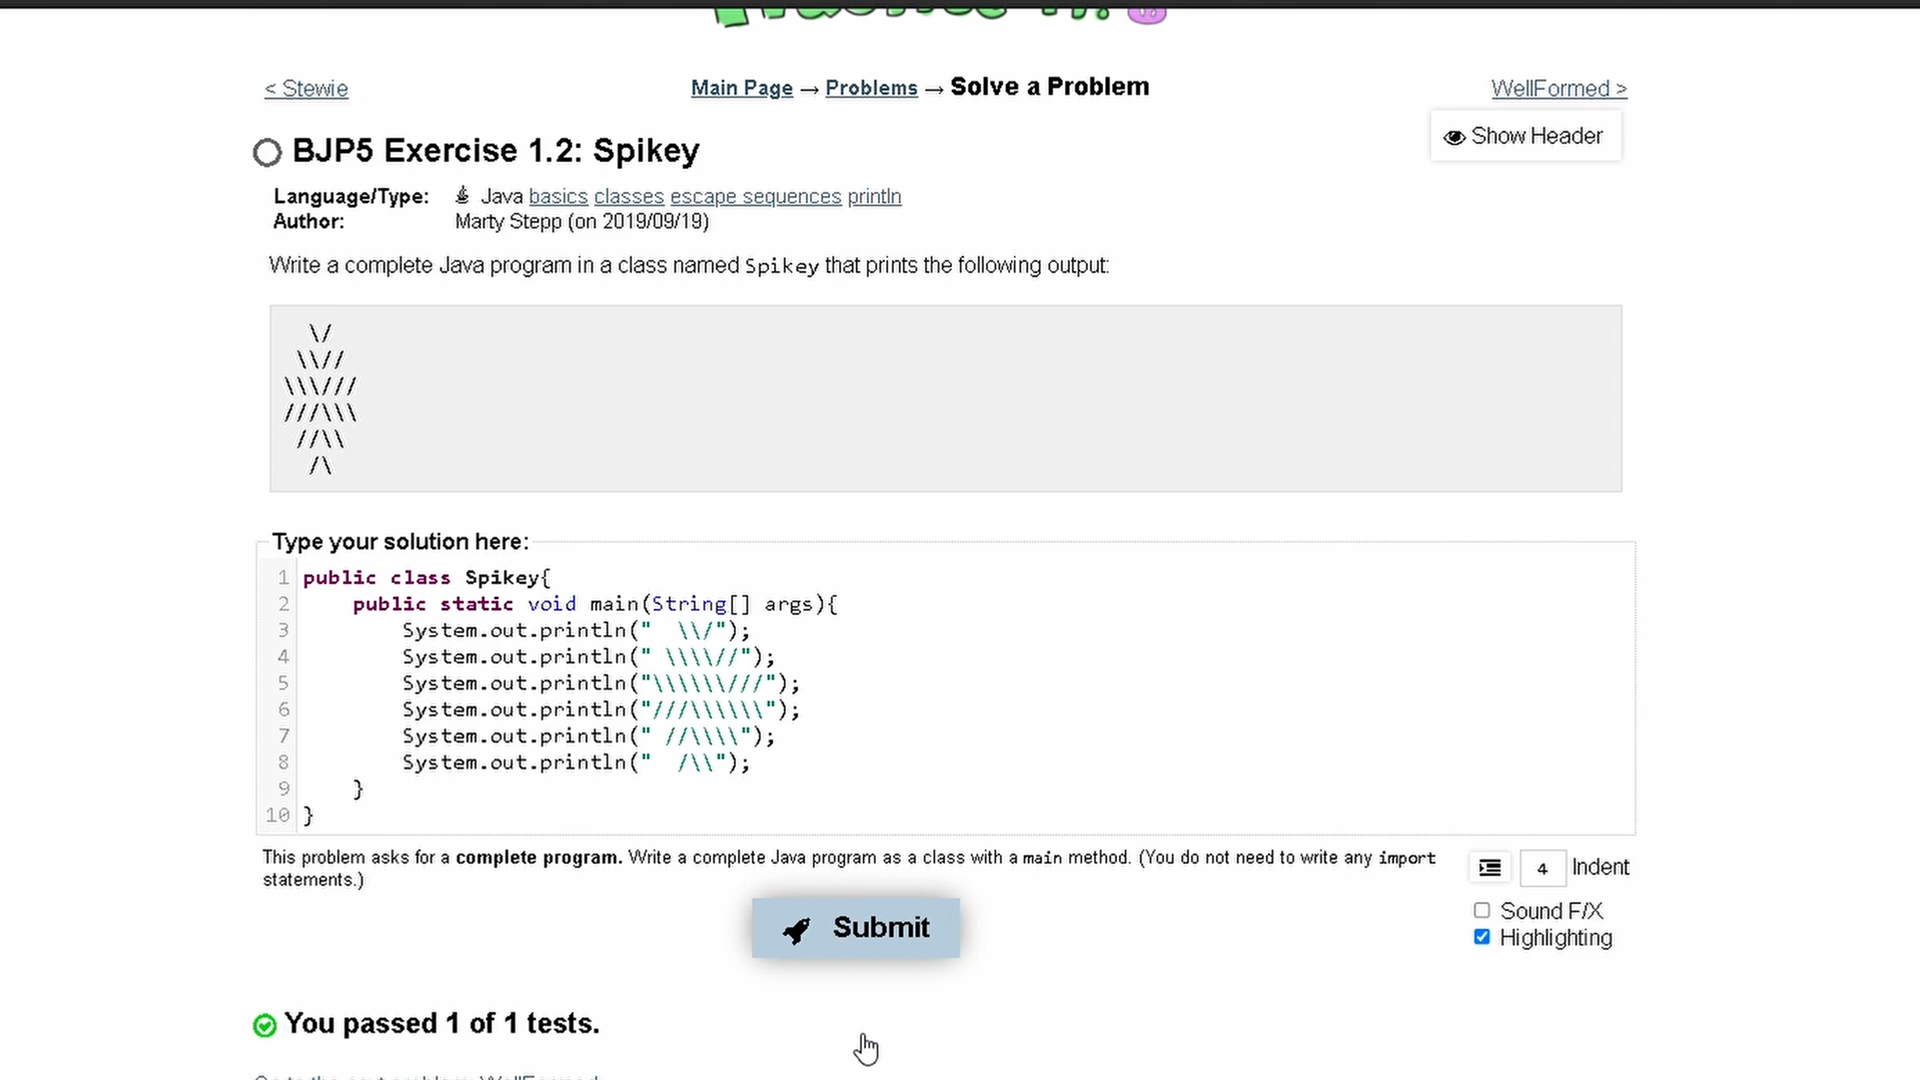 < Stewie
Main Page → Problems → Solve a Problem
WellFormed >
Show Header
BJP5 Exercise 1.2: Spikey
Language/Type: Java basics classes escape sequences println
Author: Marty Stepp (on 2019/09/19)
Write a complete Java program in a class named Spikey that prints the following output:
  \/
 \\//
\\\///
///\\\
 //\\
  /\
Type your solution here:
1 public class Spikey{
2     public static void main(String[] args){
3         System.out.println("  \\/");
4         System.out.println(" \\\\//");
5         System.out.println("\\\\\\///");
6         System.out.println("///\\\\\\");
7         System.out.println(" //\\\\");
8         System.out.println("  /\\");
9     }
10 }
This problem asks for a complete program. Write a complete Java program as a class with a main method. (You do not need to write any import
statements.)
4 Indent
Sound F/X
Highlighting
Submit
You passed 1 of 1 tests.